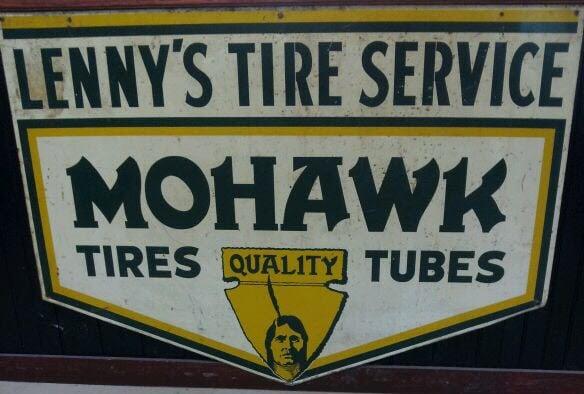 LENNY'S TIRE SERVICE
MOHAWK
TIRES QUALITY TUBES